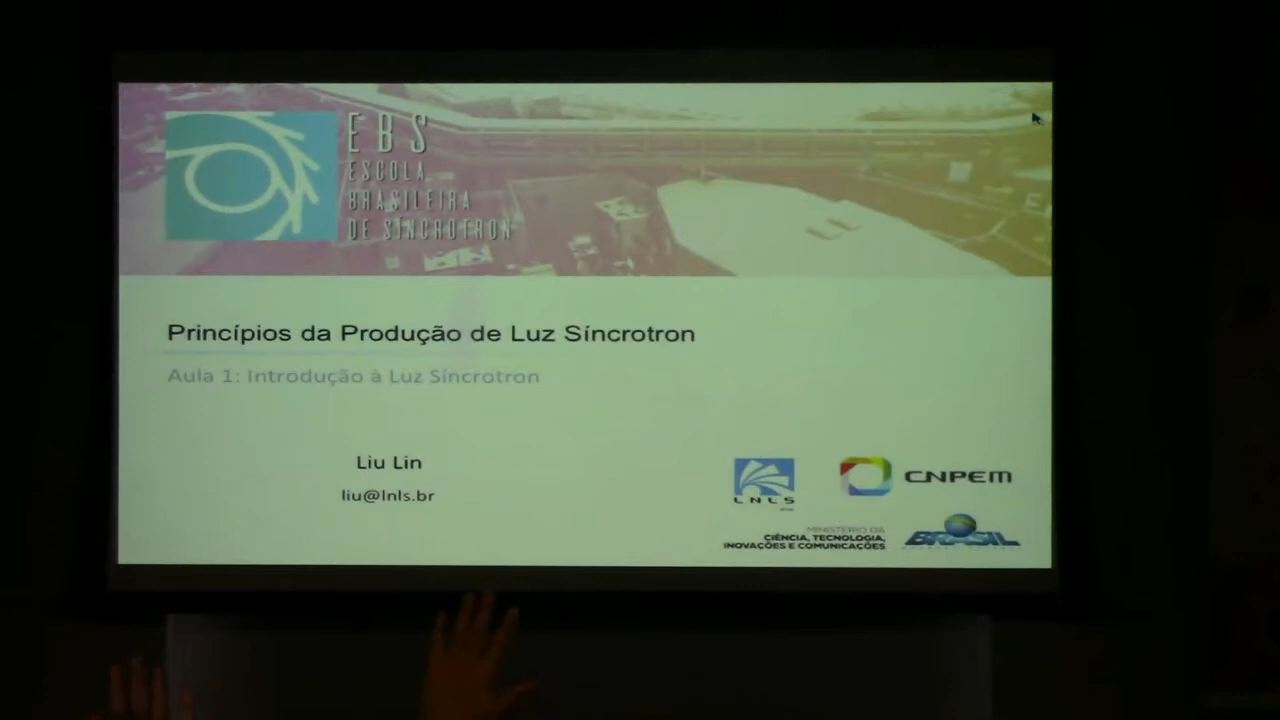 EBS
ESCOLA
BRASILEIRA
DE SÍNCROTRON
Princípios da Produção de Luz Síncrotron
Aula 1: Introdução à Luz Síncrotron
Liu Lin
liu@lnls.br
LNLS
CNPEM
MINISTÉRIO DA
CIÊNCIA, TECNOLOGIA,
INOVAÇÕES E COMUNICAÇÕES
BRASIL